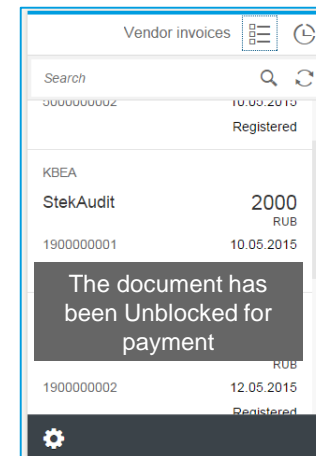 Vendor invoices
Search
5000000002 10.05.2015
Registered
KBEA
StekAudit 2000
RUB
1900000001 10.05.2015
The document has
been Unblocked for
payment
RUB
1900000002 12.05.2015
Registered